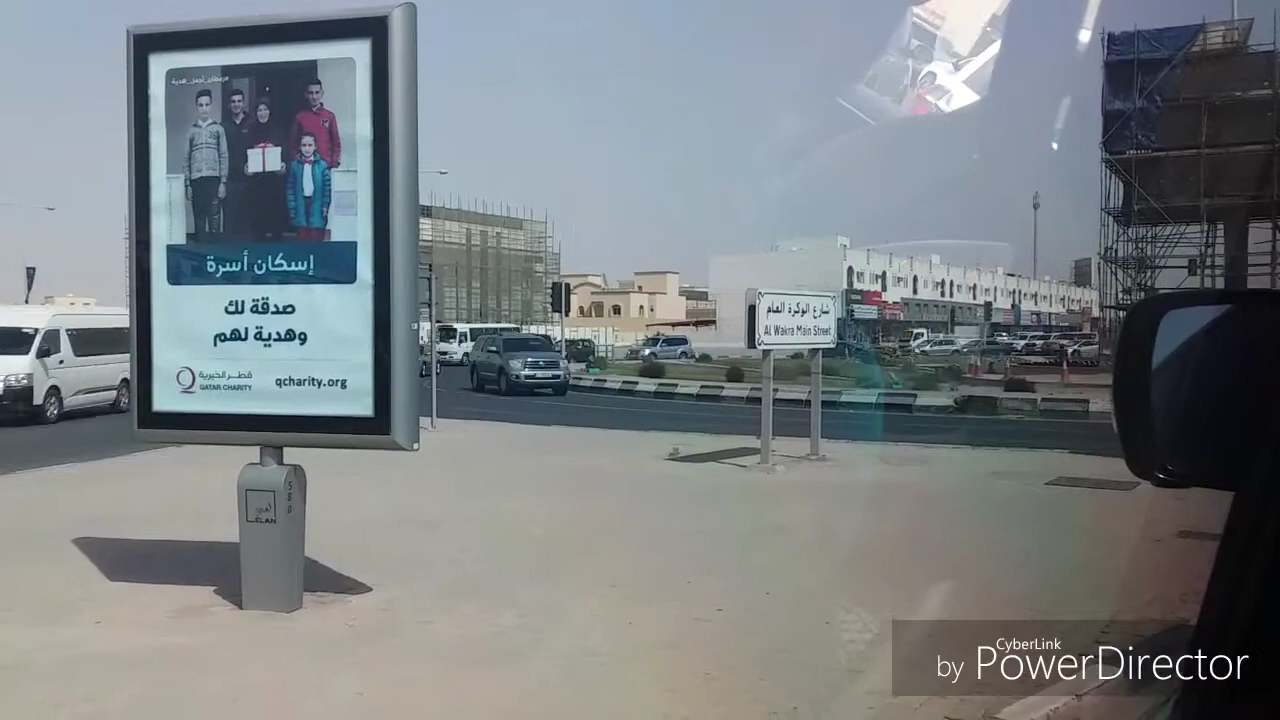 #رمضان_أجمل_هدية
إسكان أسرة
صدقة لك
وهدية لهم
قطر الخيرية
QATAR CHARITY
qcharity.org
580
ELAN
شارع الوكرة العام
AL Wakra Main Street
CyberLink
by PowerDirector